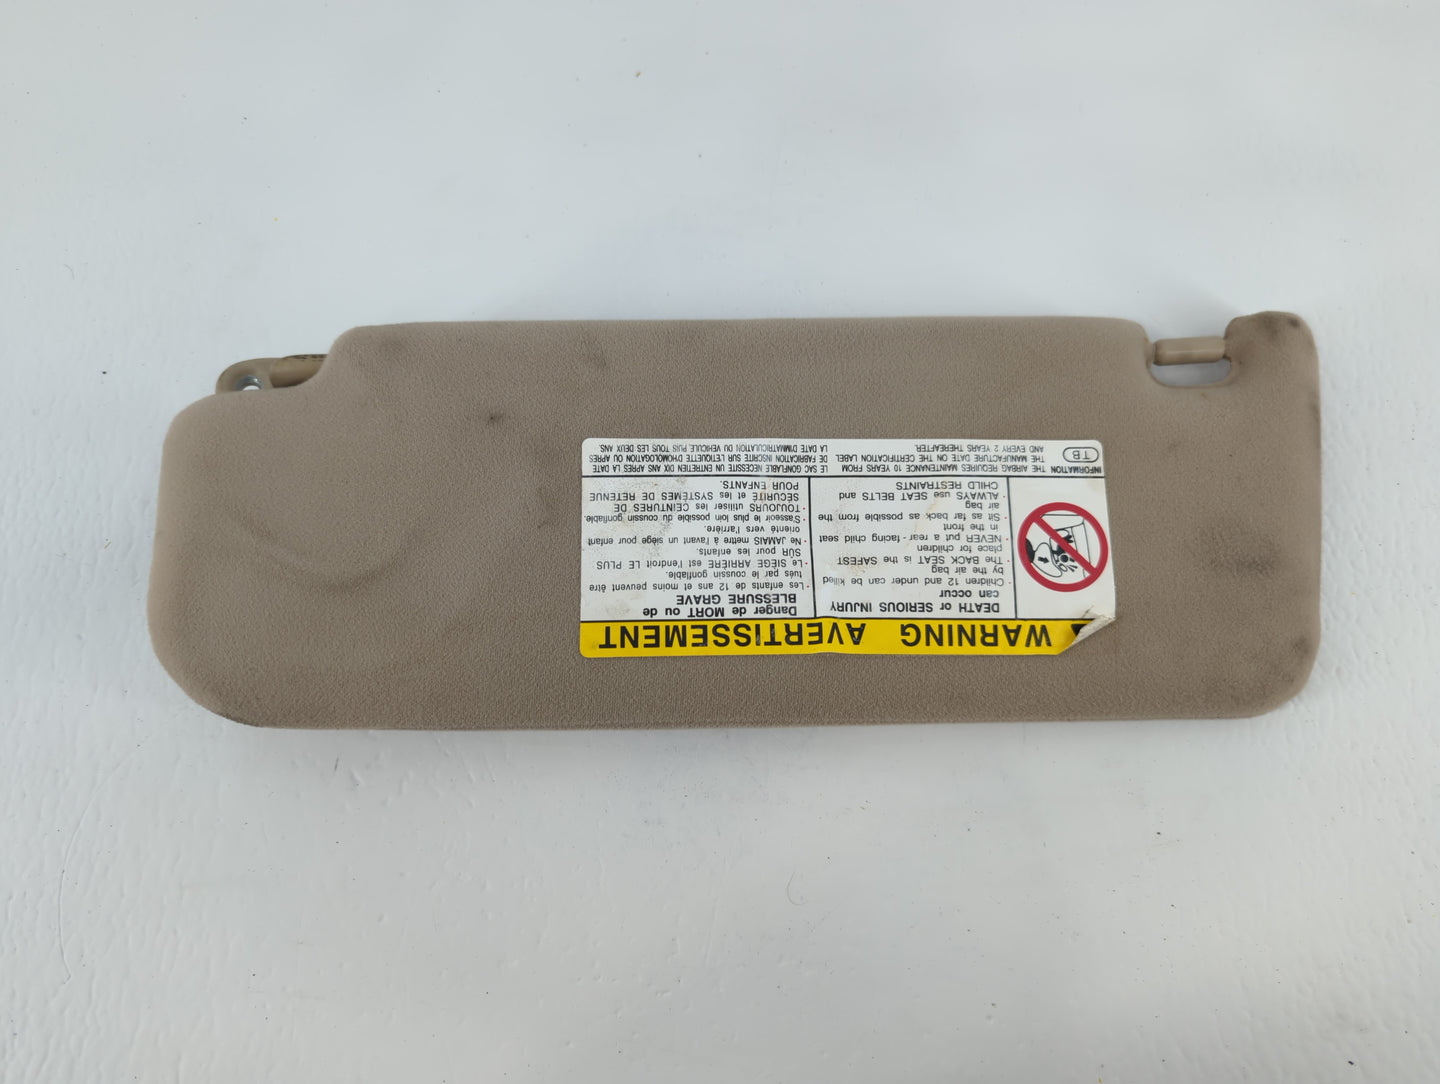 WARNING AVERTISSEMENT
DEATH or SERIOUS INJURY
can occur
· Children 12 and under can be killed
by the air bag
· The BACK SEAT is the SAFEST
place for children
· NEVER put a rear-facing child seat
in the front
· Sit as far back as possible from the
air bag
· ALWAYS use SEAT BELTS and
CHILD RESTRAINTS
Danger de MORT ou de
BLESSURE GRAVE
· Les enfants de 12 ans et moins peuvent être
tués par le coussin gonflable.
· Le SIÈGE ARRIÈRE est l'endroit LE PLUS
SÛR pour les enfants.
· Ne JAMAIS mettre à l'avant un siège pour enfant
orienté vers l'arrière.
· S'asseoir le plus loin possible du coussin gonflable.
· TOUJOURS utiliser les CEINTURES DE
SÉCURITÉ et les SYSTÈMES DE RETENUE
POUR ENFANTS.
INFORMATION THE AIRBAG REQUIRES MAINTENANCE 10 YEARS FROM
THE MANUFACTURE DATE ON THE CERTIFICATION LABEL
AND EVERY 2 YEARS THEREAFTER.
TB
LE SAC GONFLABLE NÉCESSITE UN ENTRETIEN DIX ANS APRÈS LA DATE
DE FABRICATION INSCRITE SUR L'ÉTIQUETTE D'HOMOLOGATION OU APRÈS
LA DATE D'IMMATRICULATION DU VÉHICULE PUIS TOUS LES DEUX ANS.